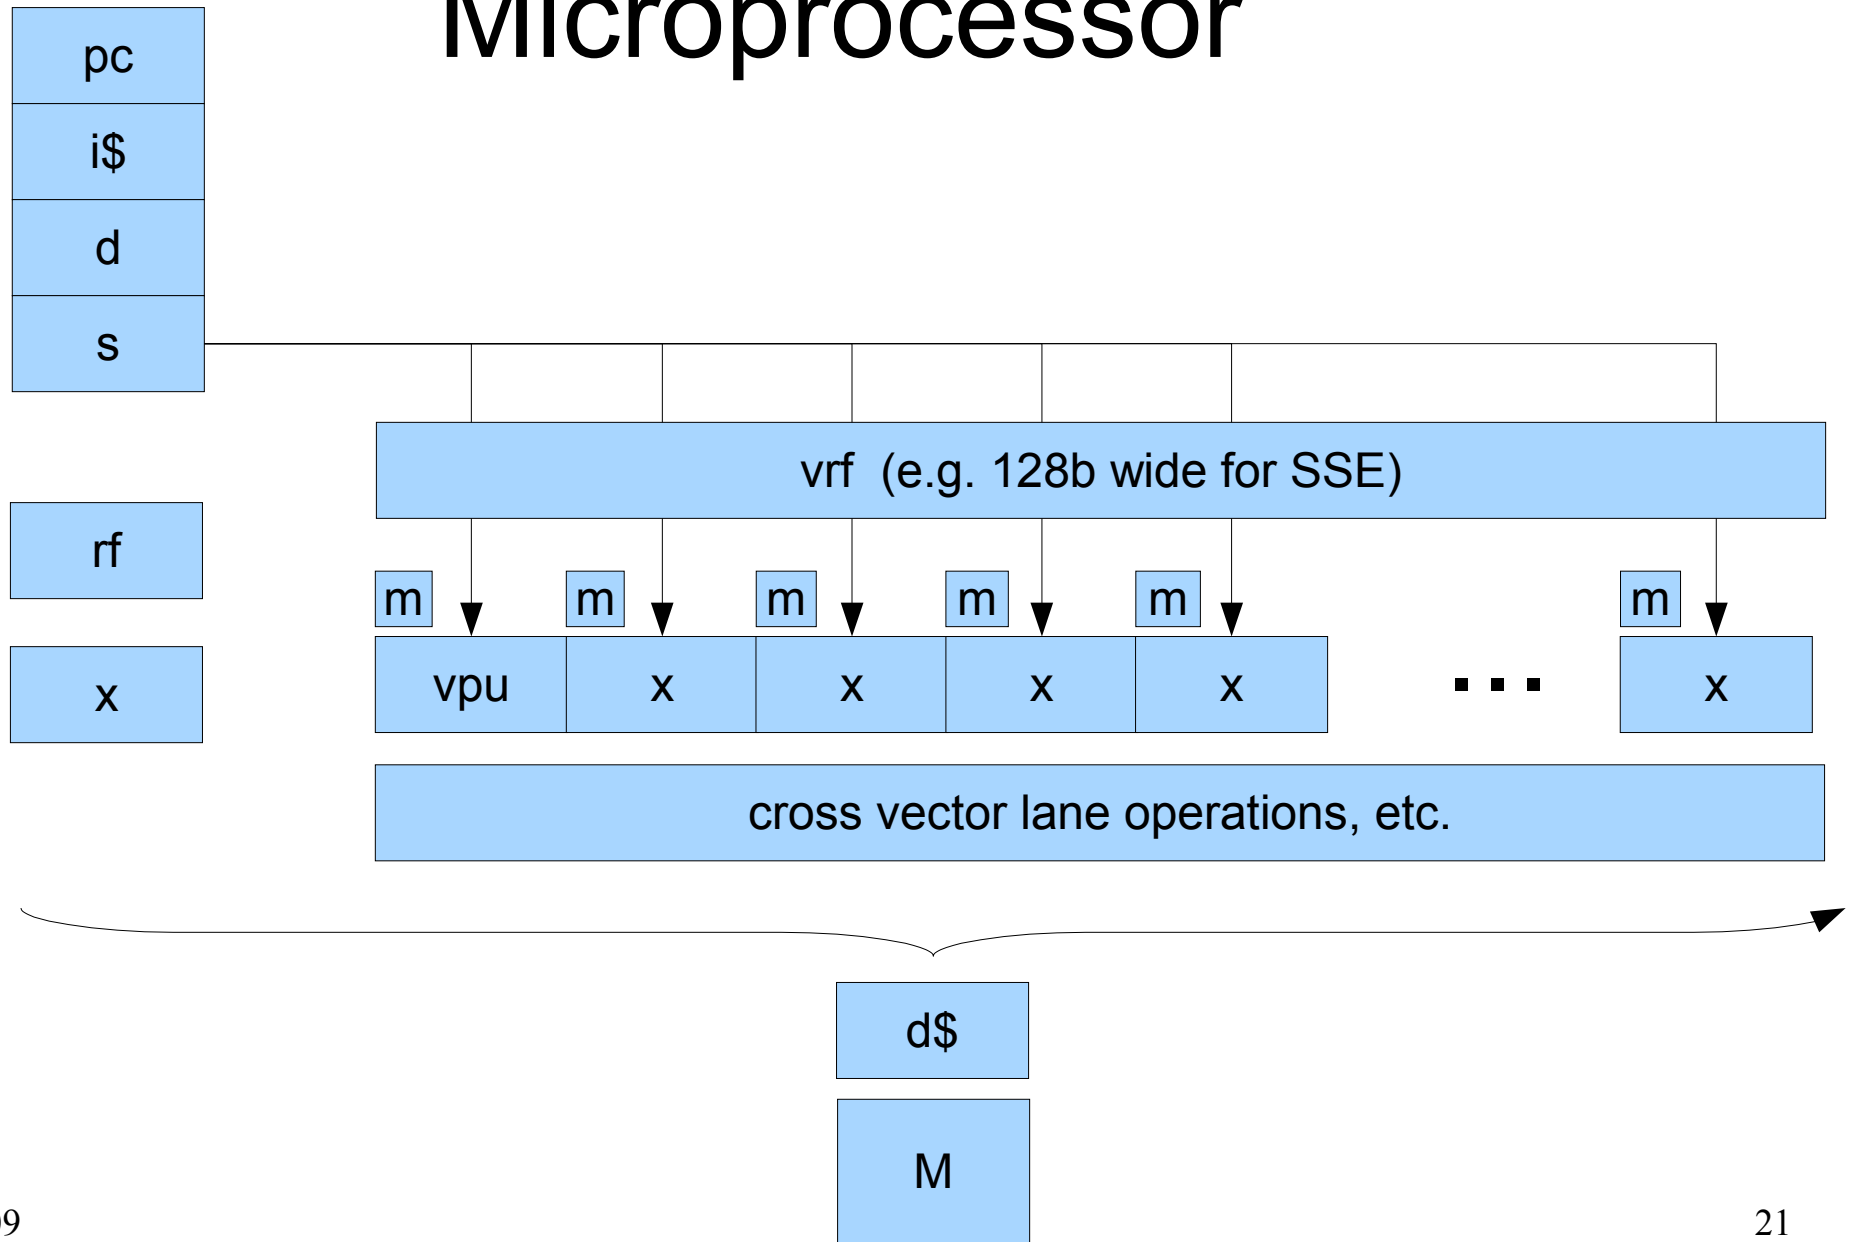 Microprocessor
pc
i$
d
s
vrf (e.g. 128b wide for SSE)
rf
m m m m m m
x vpu x x x x ... x
cross vector lane operations, etc.
d$
M
21